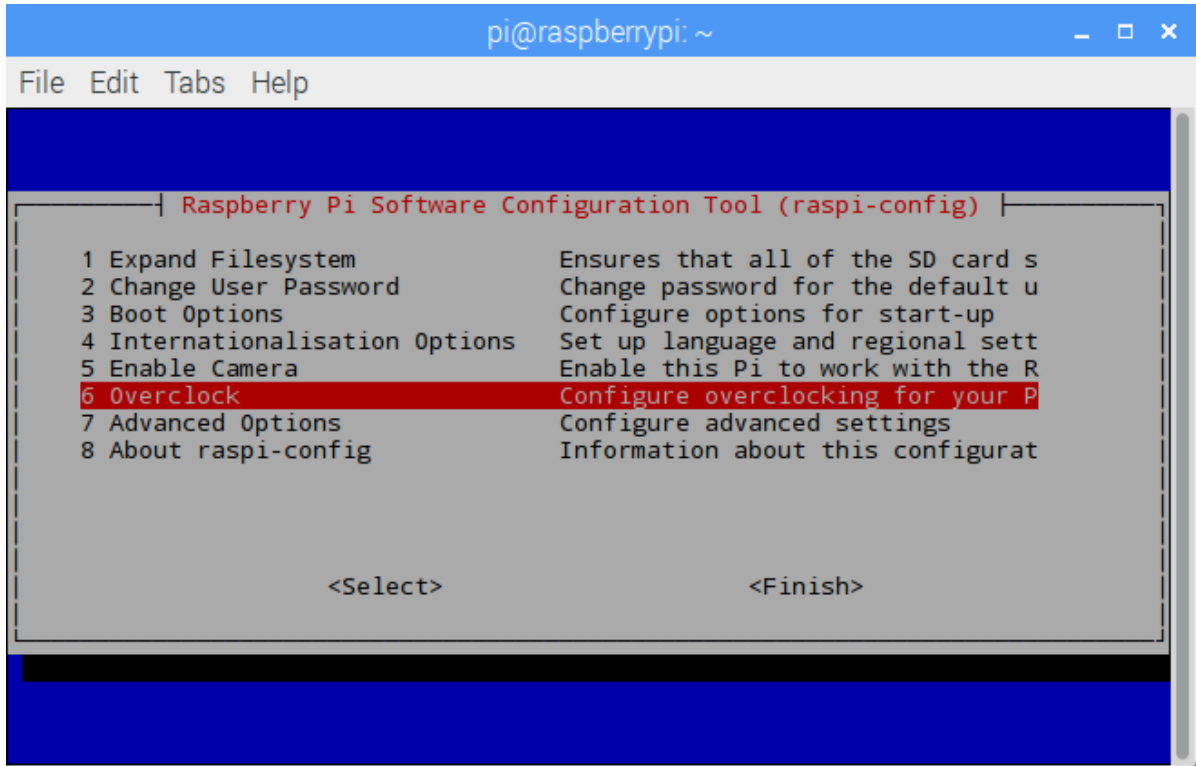 pi@raspberrypi: ~
File Edit Tabs Help
Raspberry Pi Software Configuration Tool (raspi-config)
1 Expand Filesystem Ensures that all of the SD card s
2 Change User Password Change password for the default u
3 Boot Options Configure options for start-up
4 Internationalisation Options Set up language and regional sett
5 Enable Camera Enable this Pi to work with the R
6 Overclock Configure overclocking for your P
7 Advanced Options Configure advanced settings
8 About raspi-config Information about this configurat
<Select> <Finish>